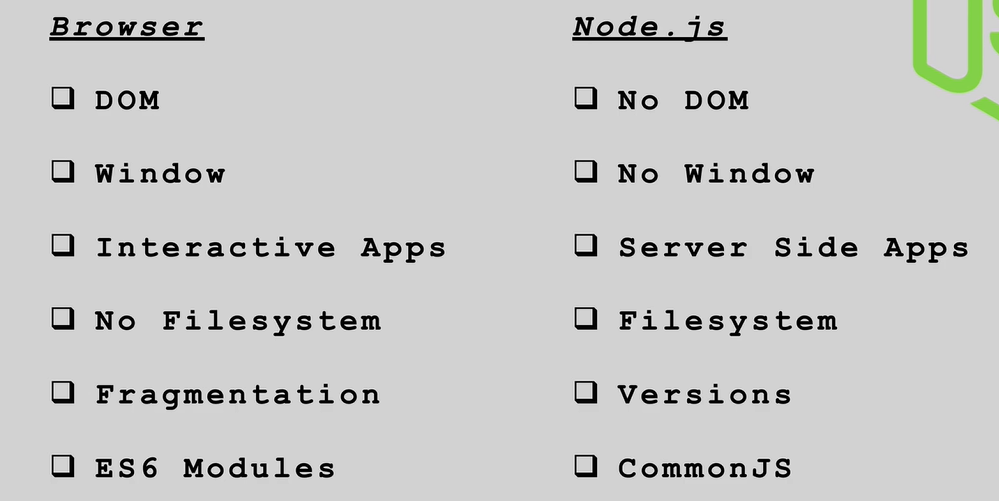 Browser
DOM
Window
Interactive Apps
No Filesystem
Fragmentation
ES6 Modules
Node.js
No DOM
No Window
Server Side Apps
Filesystem
Versions
CommonJS